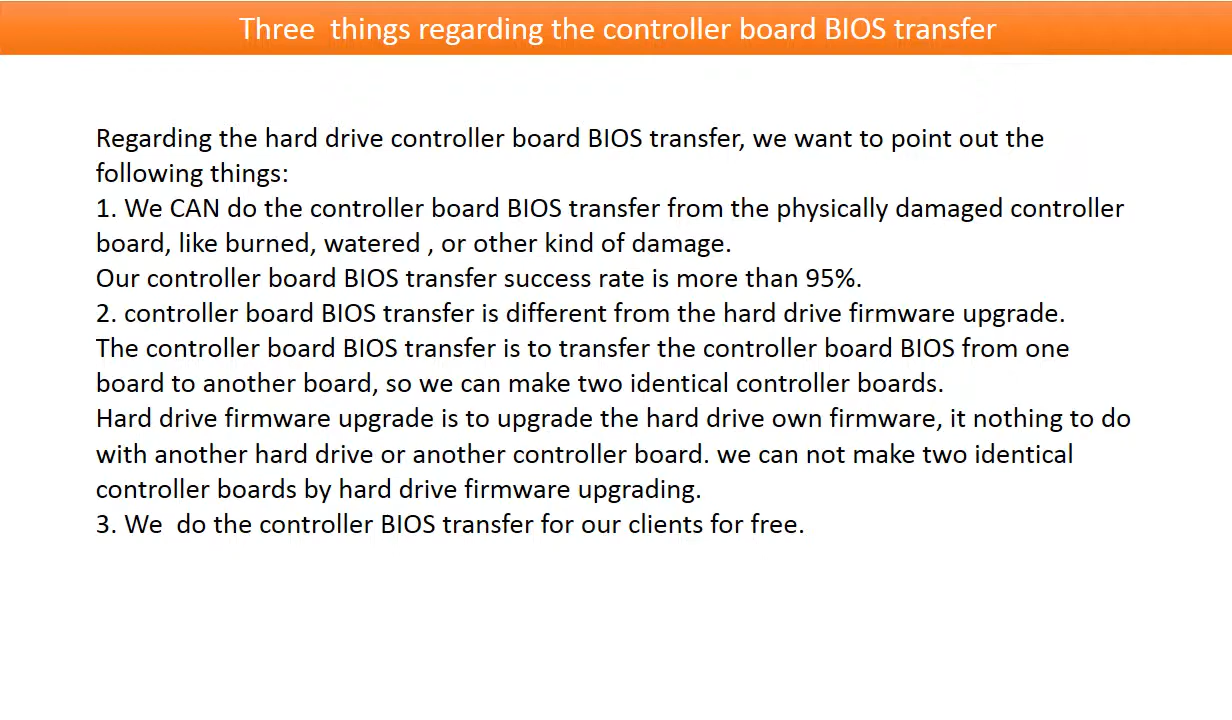 Three  things regarding the controller board BIOS transfer
Regarding the hard drive controller board BIOS transfer, we want to point out the
following things:
1. We CAN do the controller board BIOS transfer from the physically damaged controller
board, like burned, watered , or other kind of damage.
Our controller board BIOS transfer success rate is more than 95%.
2. controller board BIOS transfer is different from the hard drive firmware upgrade.
The controller board BIOS transfer is to transfer the controller board BIOS from one
board to another board, so we can make two identical controller boards.
Hard drive firmware upgrade is to upgrade the hard drive own firmware, it nothing to do
with another hard drive or another controller board. we can not make two identical
controller boards by hard drive firmware upgrading.
3. We  do the controller BIOS transfer for our clients for free.